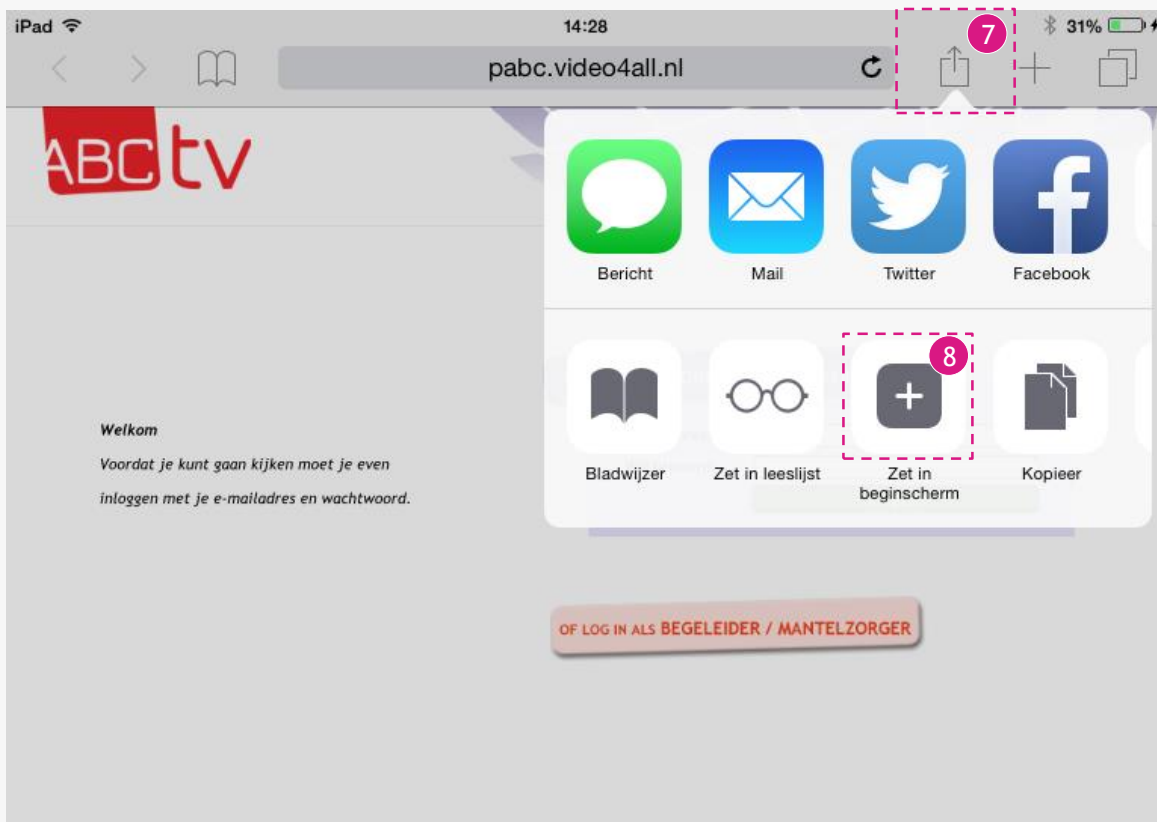 iPad 14:28 31%
7
pabc.video4all.nl
ABCtv
Bericht Mail Twitter Facebook
8
Bladwijzer Zet in leeslijst Zet in beginscherm Kopieer
Welkom
Voordat je kunt gaan kijken moet je even
inloggen met je e-mailadres en wachtwoord.
OF LOG IN ALS BEGELEIDER / MANTELZORGER